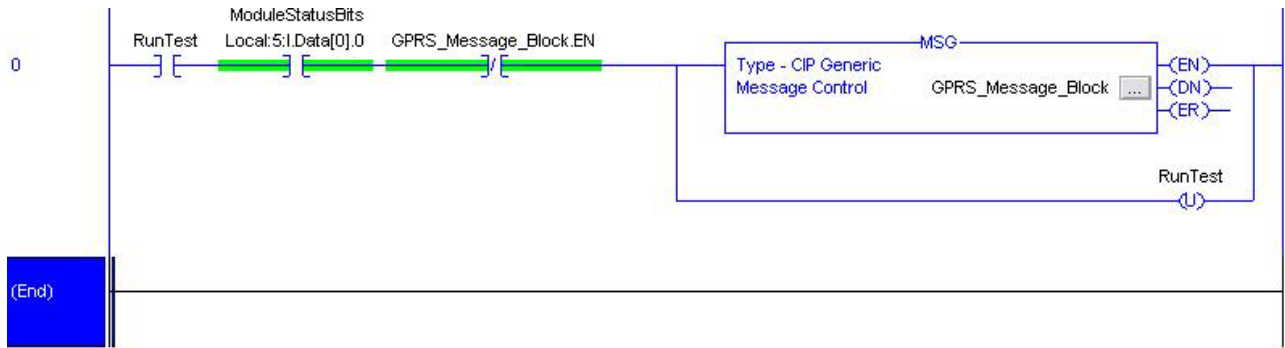 ModuleStatusBits
RunTest Local:5:I.Data[0].0 GPRS_Message_Block.EN MSG
0 Type - CIP Generic (EN)
Message Control GPRS_Message_Block ... (DN)
(ER)
RunTest
(U)
(End)